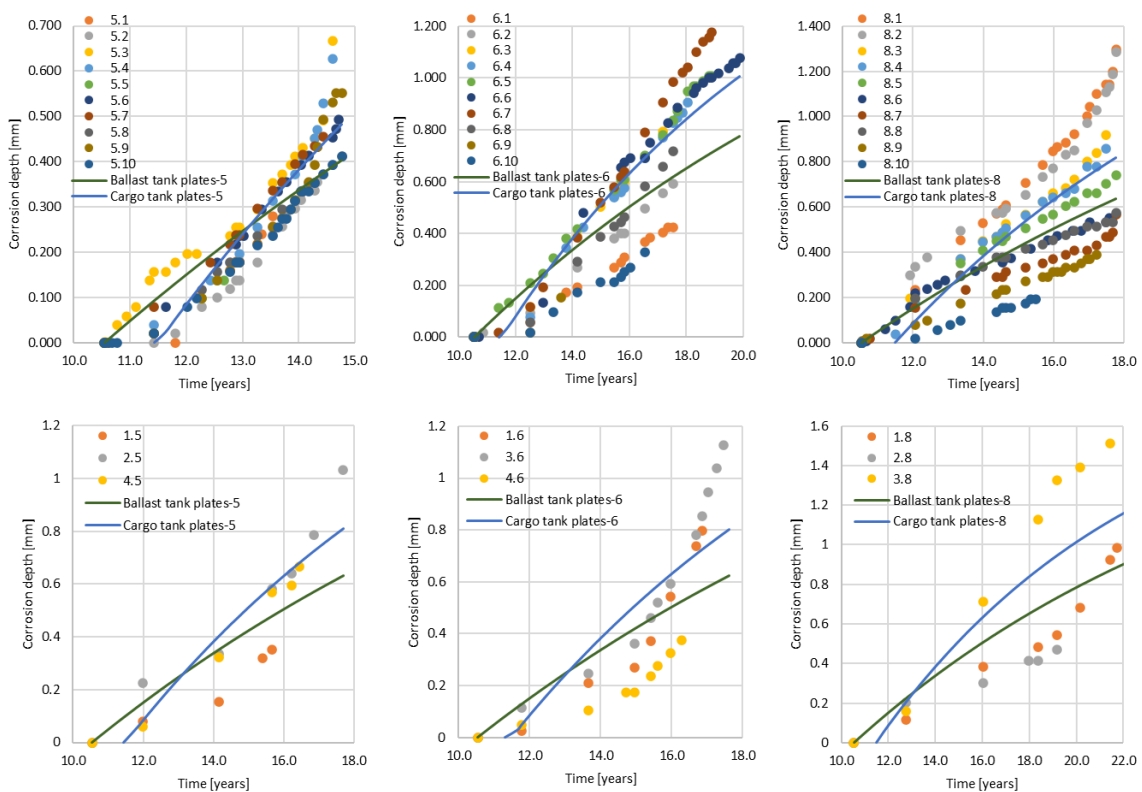 Corrosion depth [mm]
0.700
0.600
0.500
0.400
0.300
0.200
0.100
0.000
5.1
5.2
5.3
5.4
5.5
5.6
5.7
5.8
5.9
5.10
Ballast tank plates-5
Cargo tank plates-5
10.0 11.0 12.0 13.0 14.0 15.0
Time [years]
Corrosion depth [mm]
1.200
1.000
0.800
0.600
0.400
0.200
0.000
6.1
6.2
6.3
6.4
6.5
6.6
6.7
6.8
6.9
6.10
Ballast tank plates-6
Cargo tank plates-6
10.0 12.0 14.0 16.0 18.0 20.0
Time [years]
Corrosion depth [mm]
1.400
1.200
1.000
0.800
0.600
0.400
0.200
0.000
8.1
8.2
8.3
8.4
8.5
8.6
8.7
8.8
8.9
8.10
Ballast tank plates-8
Cargo tank plates-8
10.0 12.0 14.0 16.0 18.0
Time [years]
Corrosion depth [mm]
1.2
1
0.8
0.6
0.4
0.2
0
1.5
2.5
4.5
Ballast tank plates-5
Cargo tank plates-5
10.0 12.0 14.0 16.0 18.0
Time [years]
Corrosion depth [mm]
1.2
1
0.8
0.6
0.4
0.2
0
1.6
3.6
4.6
Ballast tank plates-6
Cargo tank plates-6
10.0 12.0 14.0 16.0 18.0
Time [years]
Corrosion depth [mm]
1.6
1.4
1.2
1
0.8
0.6
0.4
0.2
0
1.8
2.8
3.8
Ballast tank plates-8
Cargo tank plates-8
10.0 12.0 14.0 16.0 18.0 20.0 22.0
Time [years]